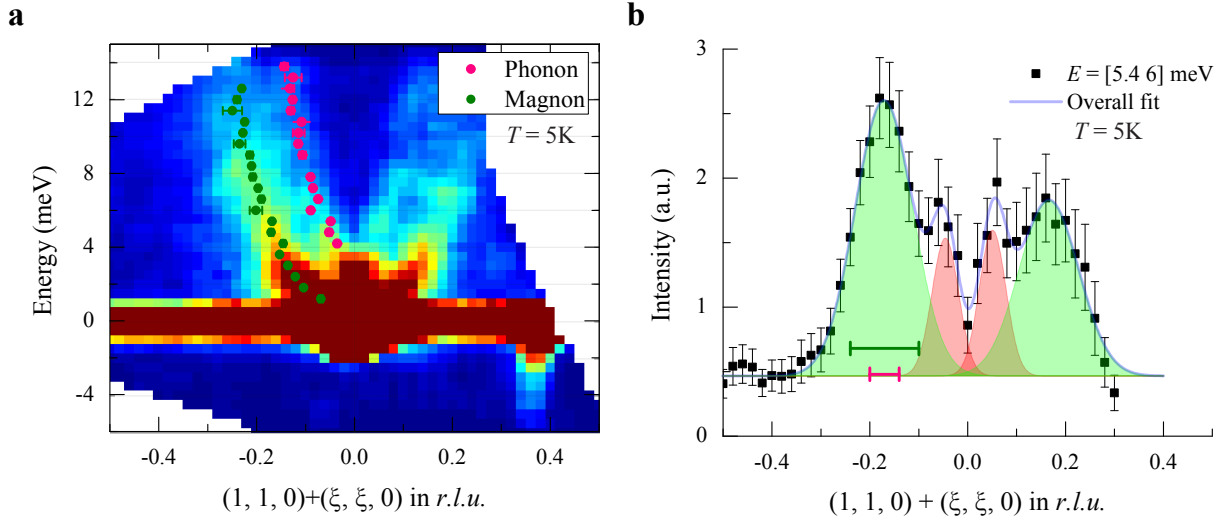 a
Energy (meV)
12
8
4
0
-4
-0.4
-0.2
0.0
0.2
0.4
(1, 1, 0)+(ξ, ξ, 0) in r.l.u.
Phonon
Magnon
T = 5K
b
Intensity (a.u.)
3
2
1
0
-0.4
-0.2
0.0
0.2
0.4
(1, 1, 0) + (ξ, ξ, 0) in r.l.u.
E = [5.4 6] meV
Overall fit
T = 5K